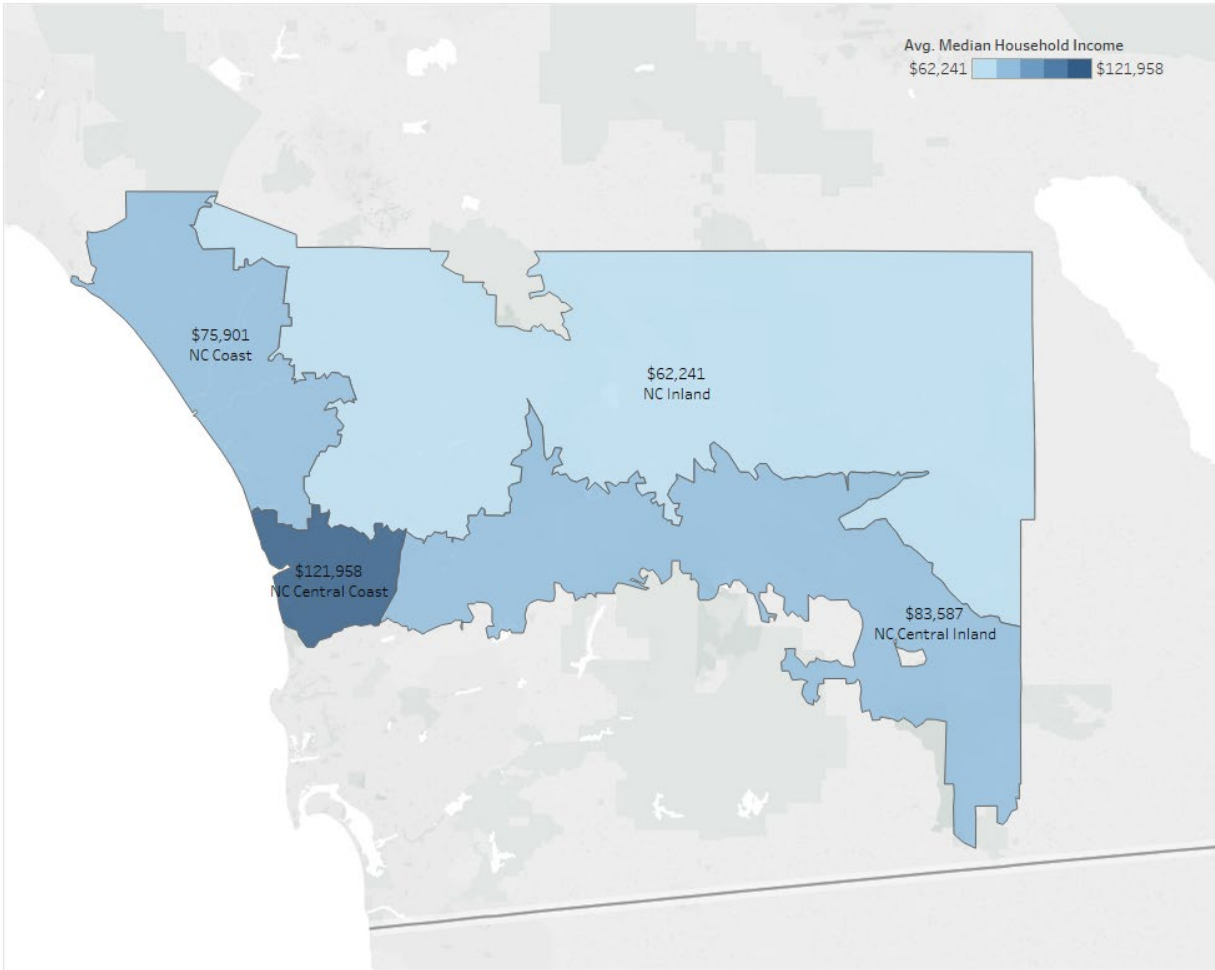 Avg. Median Household Income
$62,241 $121,958
$75,901
NC Coast
$62,241
NC Inland
$121,958
NC Central Coast
$83,587
NC Central Inland